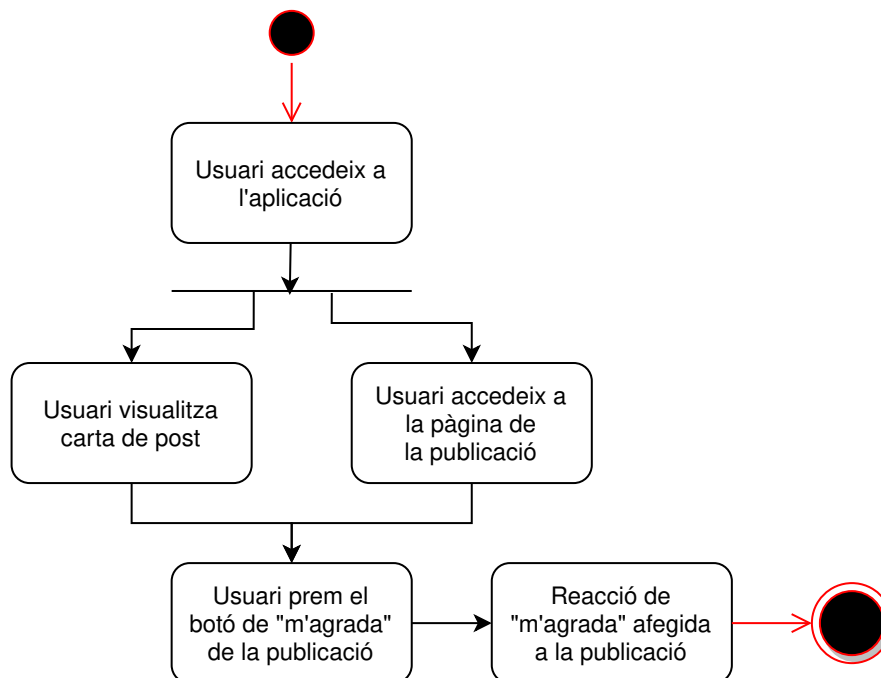 Usuari accedeix a
l'aplicació
Usuari visualitza
carta de post
Usuari accedeix a
la pàgina de
la publicació
Usuari prem el
botó de "m'agrada"
de la publicació
Reacció de
"m'agrada" afegida
a la publicació